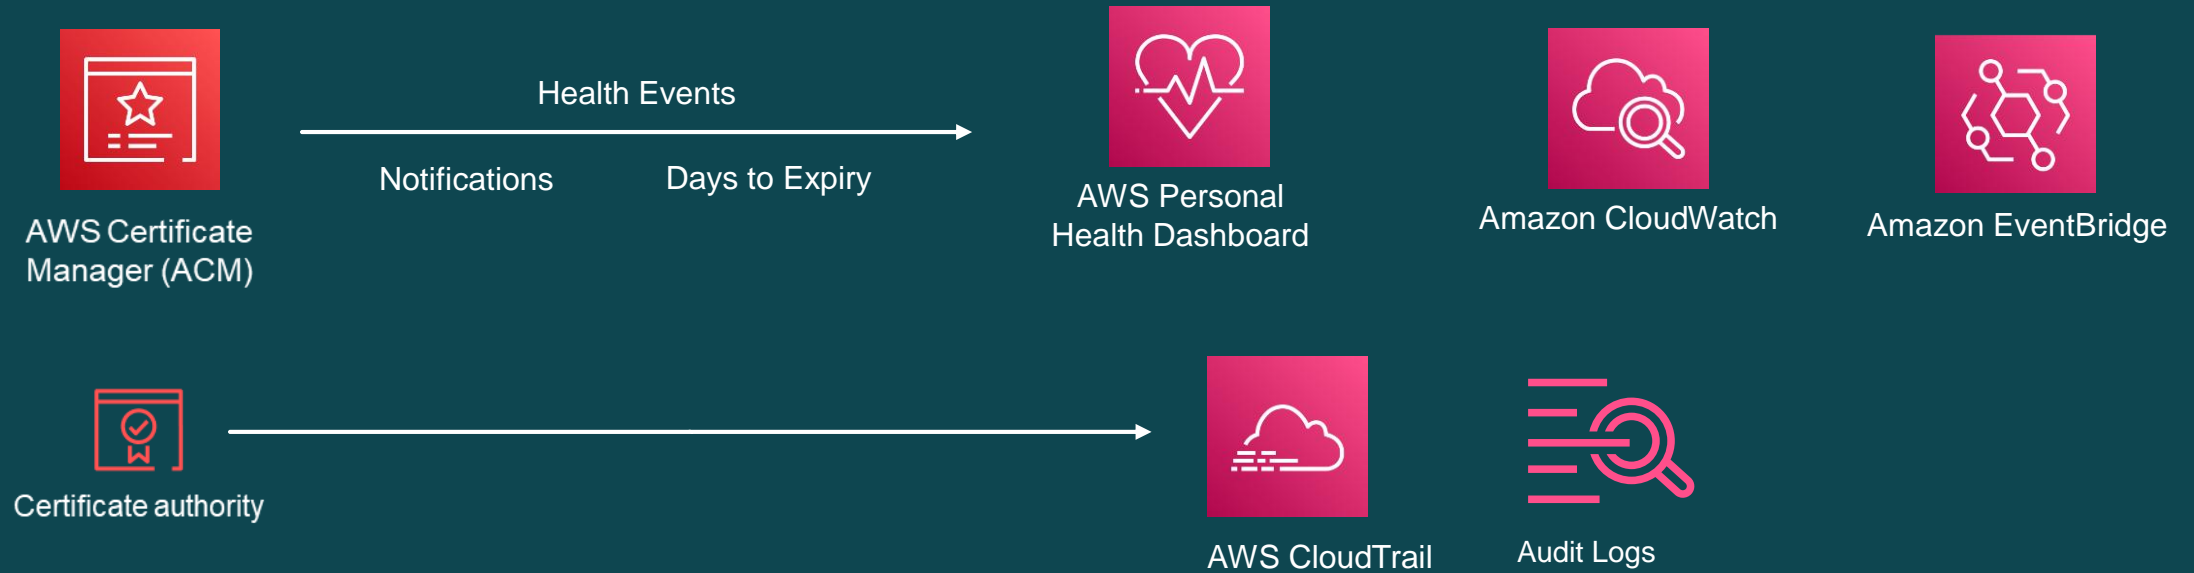 Health Events
Notifications
Days to Expiry
AWS Certificate
Manager (ACM)
AWS Personal
Health Dashboard
Amazon CloudWatch
Amazon EventBridge
Certificate authority
AWS CloudTrail
Audit Logs